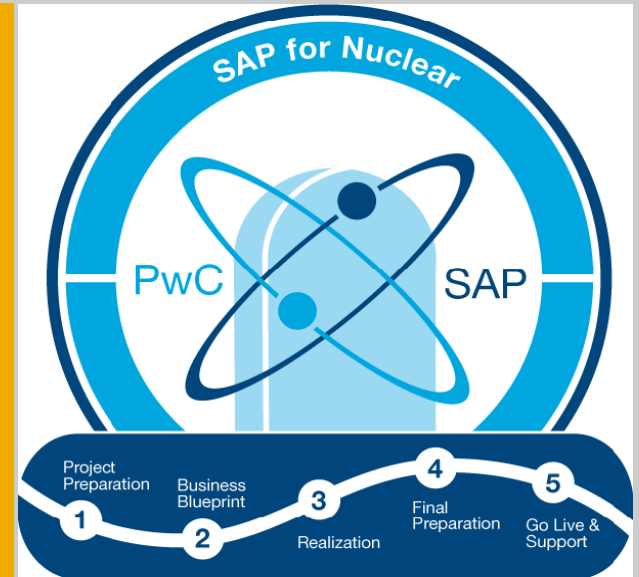 SAP for Nuclear
PwC
SAP
Project
Preparation
1
Business
Blueprint
2
3
Realization
4
Final
Preparation
5
Go Live &
Support